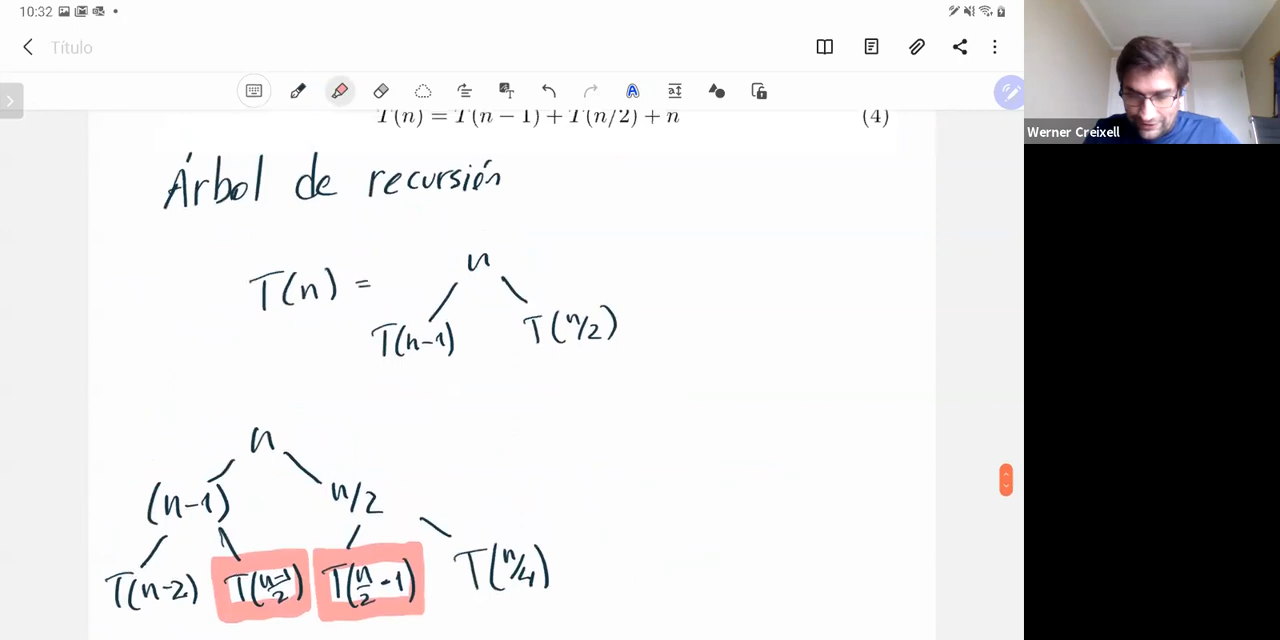 10:32
Título
T(n) = T(n − 1) + T(n/2) + n (4)
Werner Creixell
Árbol de recursión
n
T(n) =
T(n-1) T(n/2)
n
(n-1) n/2
T(n-2) T(n-1/2) T(n/2 - 1) T(n/4)